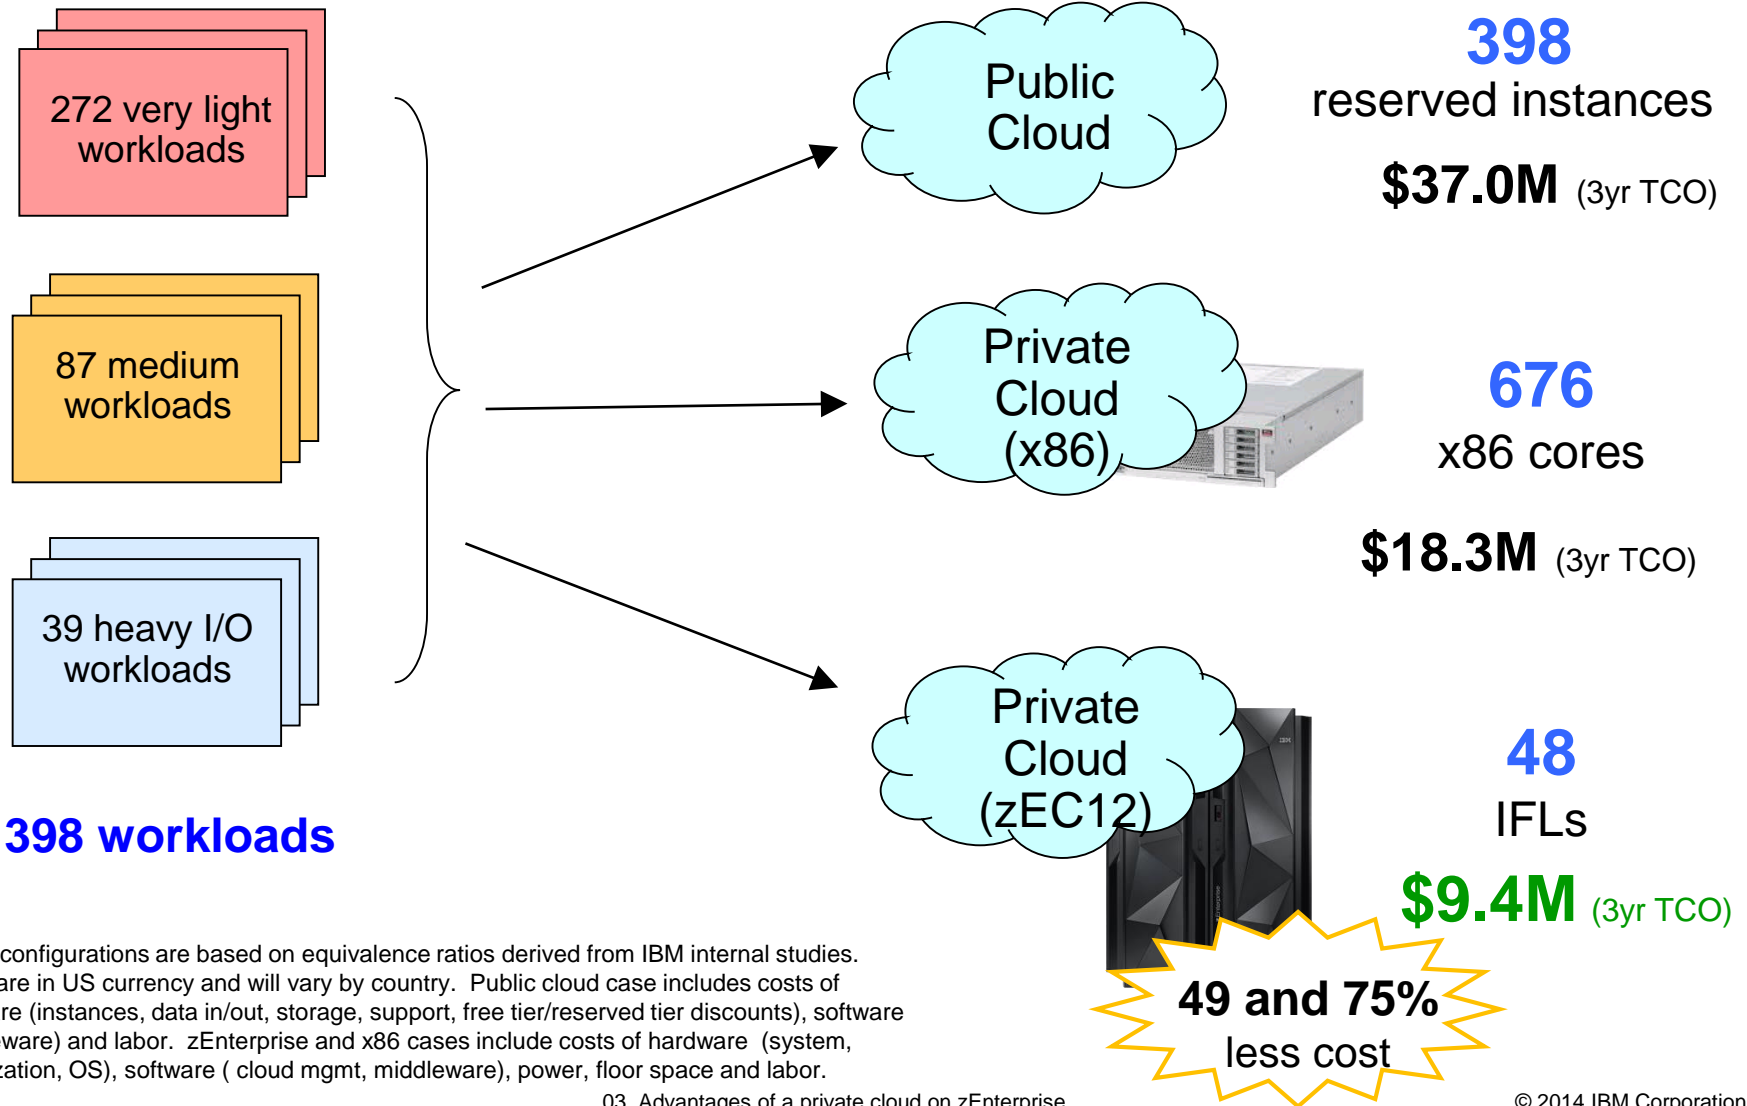 272 very light
workloads
87 medium
workloads
39 heavy I/O
workloads
398 workloads
Public
Cloud
398
reserved instances
$37.0M (3yr TCO)
Private
Cloud
(x86)
676
x86 cores
$18.3M (3yr TCO)
Private
Cloud
(zEC12)
48
IFLs
$9.4M (3yr TCO)
49 and 75%
less cost
configurations are based on equivalence ratios derived from IBM internal studies.
are in US currency and will vary by country. Public cloud case includes costs of
re (instances, data in/out, storage, support, free tier/reserved tier discounts), software
ware) and labor. zEnterprise and x86 cases include costs of hardware (system,
zation, OS), software ( cloud mgmt, middleware), power, floor space and labor.
03. Advantages of a private cloud on zEnterprise
© 2014 IBM Corporation